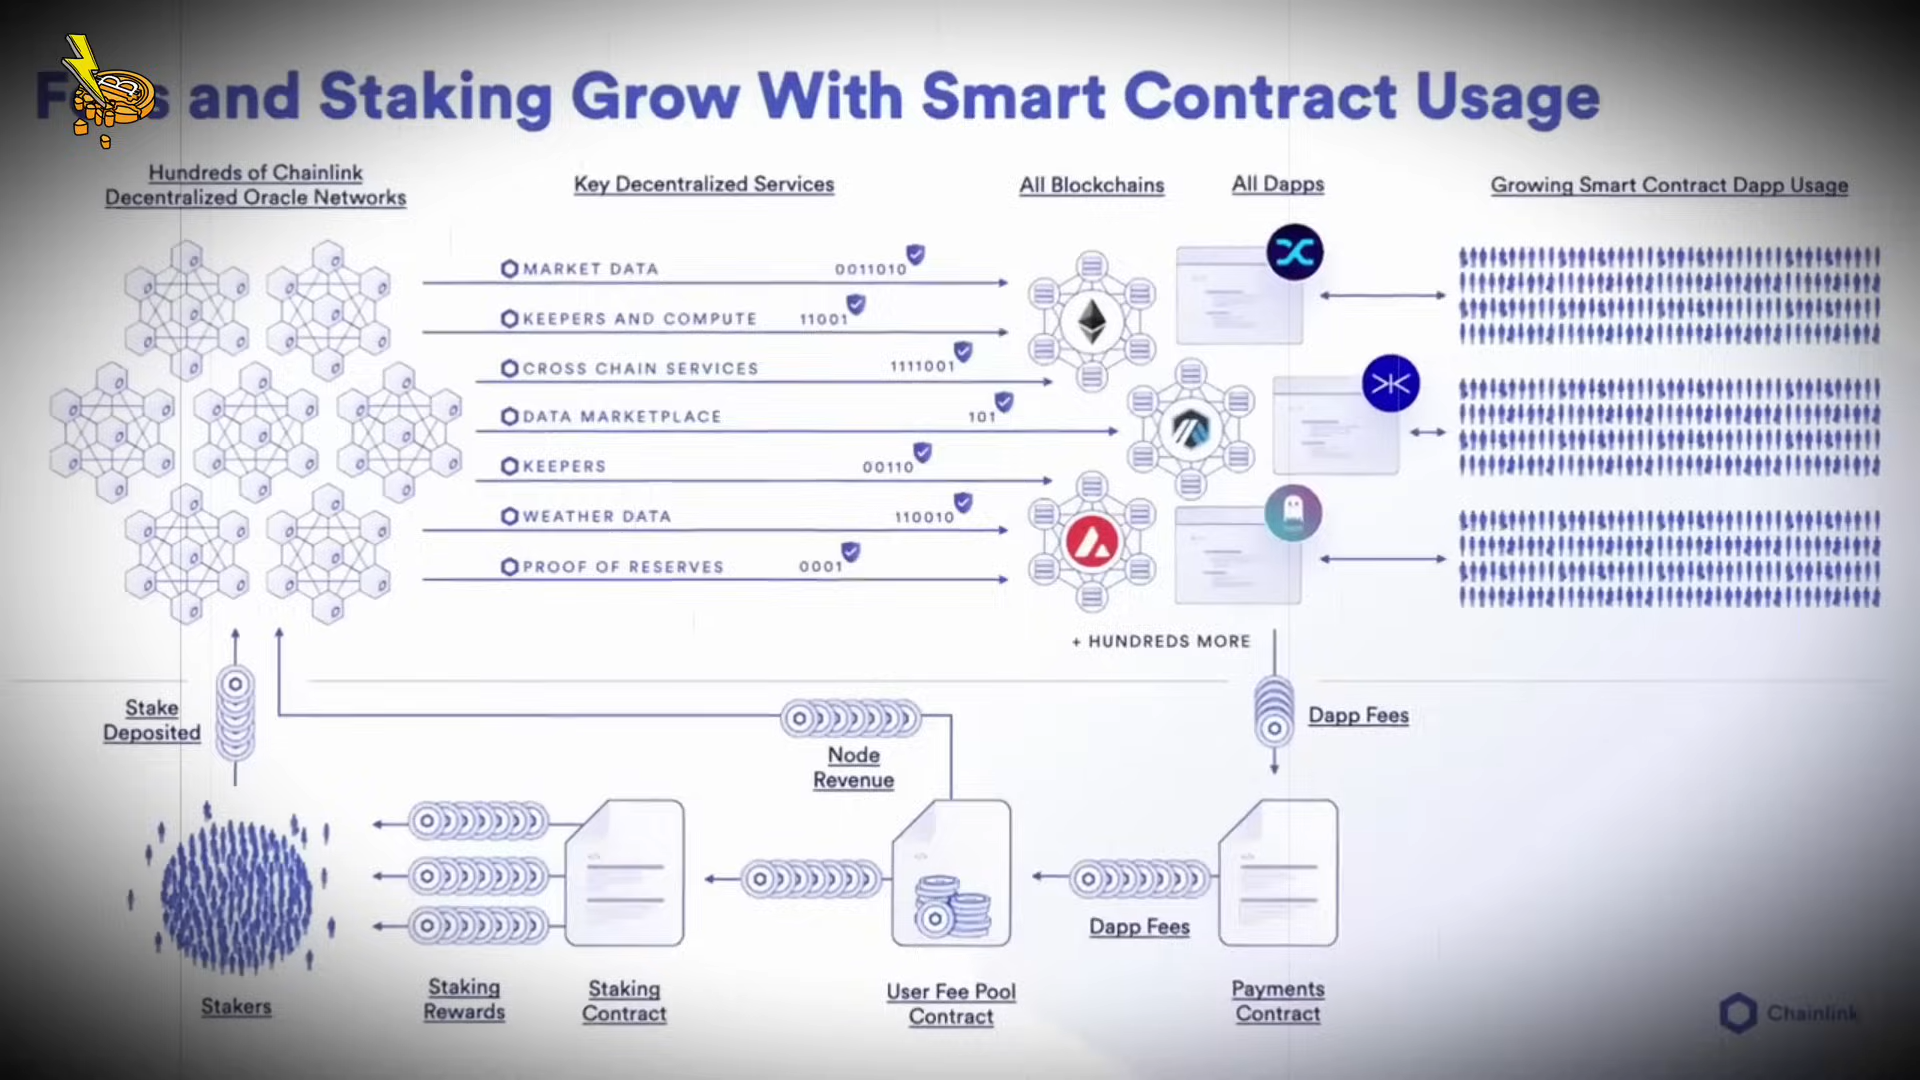 and Staking Grow With Smart Contract Usage
Hundreds of Chainlink
Decentralized Oracle Networks
Key Decentralized Services
All Blockchains
All Dapps
Growing Smart Contract Dapp Usage
MARKET DATA 0011010
KEEPERS AND COMPUTE 11001
CROSS CHAIN SERVICES 1111001
DATA MARKETPLACE 101
KEEPERS 00110
WEATHER DATA 110010
PROOF OF RESERVES 0001
+ HUNDREDS MORE
Stake
Deposited
Node
Revenue
Dapp Fees
Dapp Fees
Stakers
Staking
Rewards
Staking
Contract
User Fee Pool
Contract
Payments
Contract
Chainlink